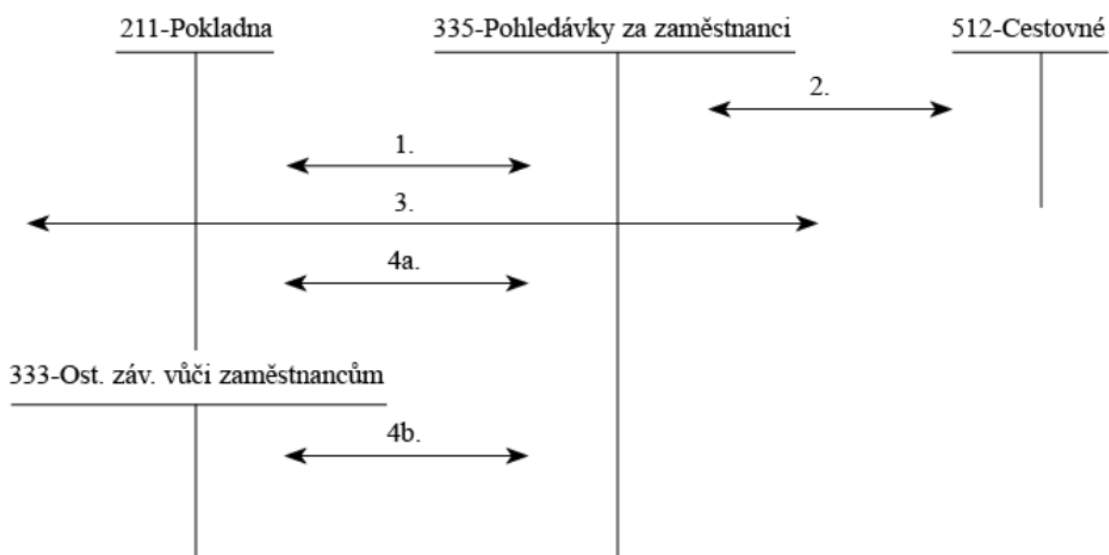 211-Pokladna 335-Pohledávky za zaměstnanci 512-Cestovné
2.
1.
3.
4a.
333-Ost. záv. vůči zaměstnancům
4b.